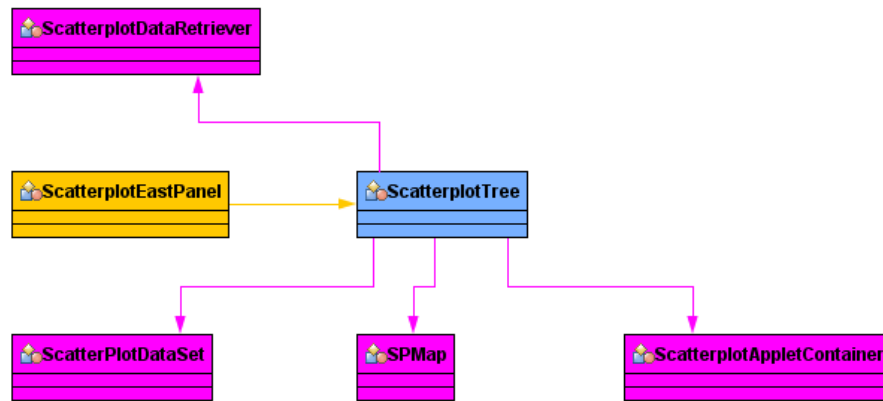 ScatterplotDataRetriever
ScatterplotEastPanel
ScatterplotTree
ScatterPlotDataSet
SPMap
ScatterplotAppletContainer